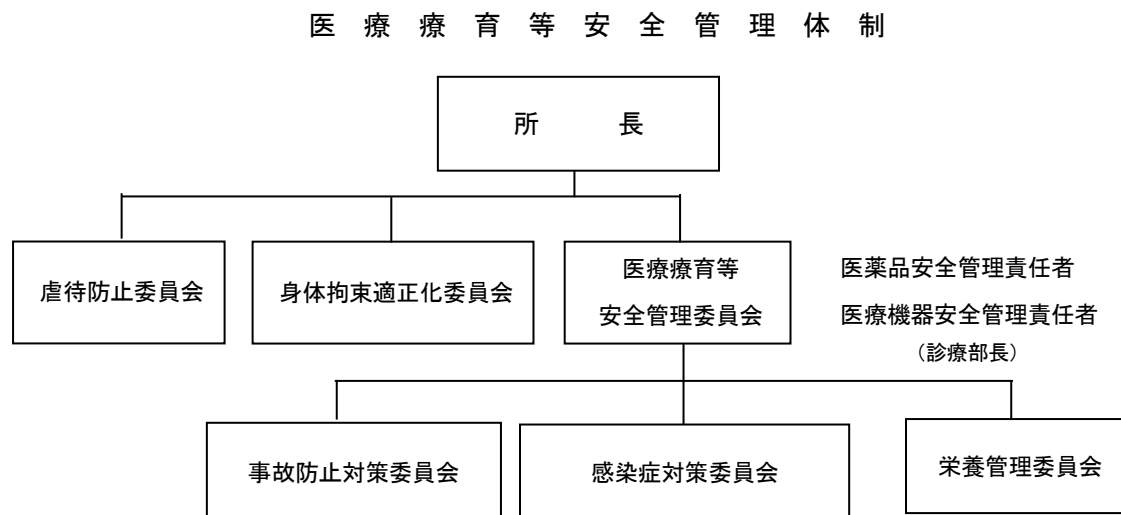 医療療育等安全管理体制
所長
虐待防止委員会
身体拘束適正化委員会
医療療育等
安全管理委員会
医薬品安全管理責任者
医療機器安全管理責任者
（診療部長）
事故防止対策委員会
感染症対策委員会
栄養管理委員会